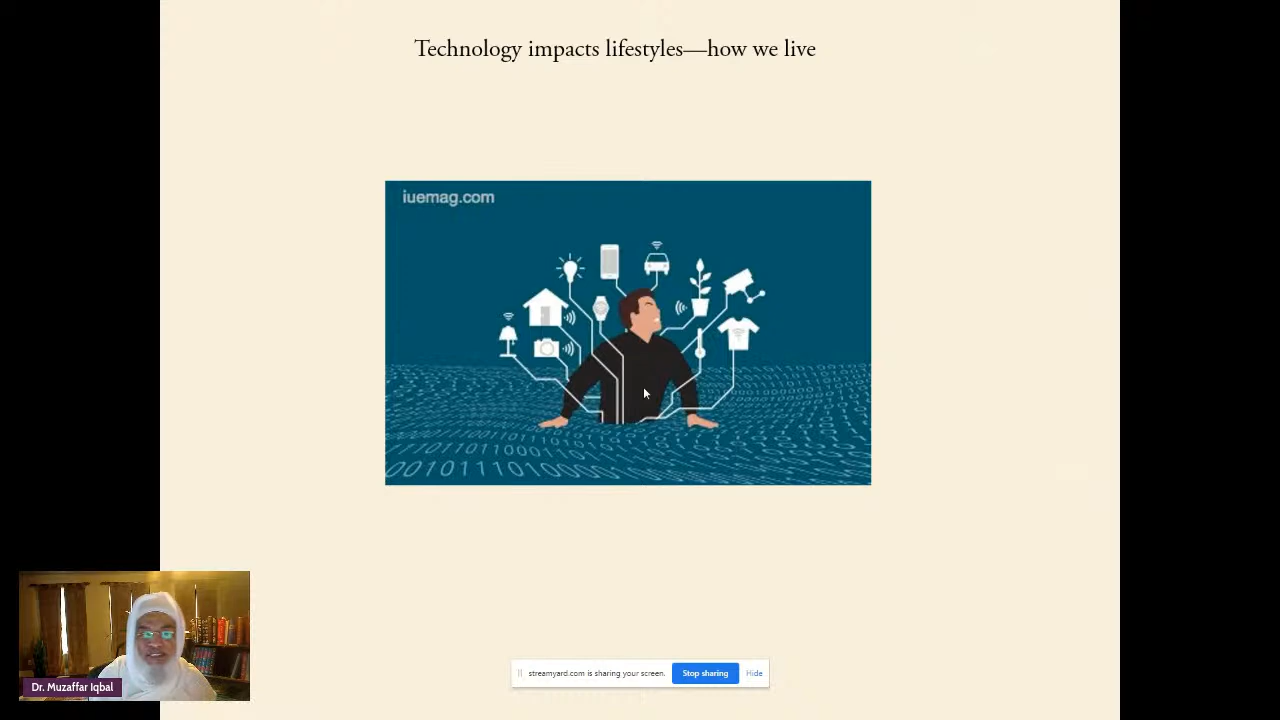 Technology impacts lifestyles—how we live
iuemag.com
001011101000
Dr. Muzaffar Iqbal
streamyard.com is sharing your screen.
Stop sharing
Hide